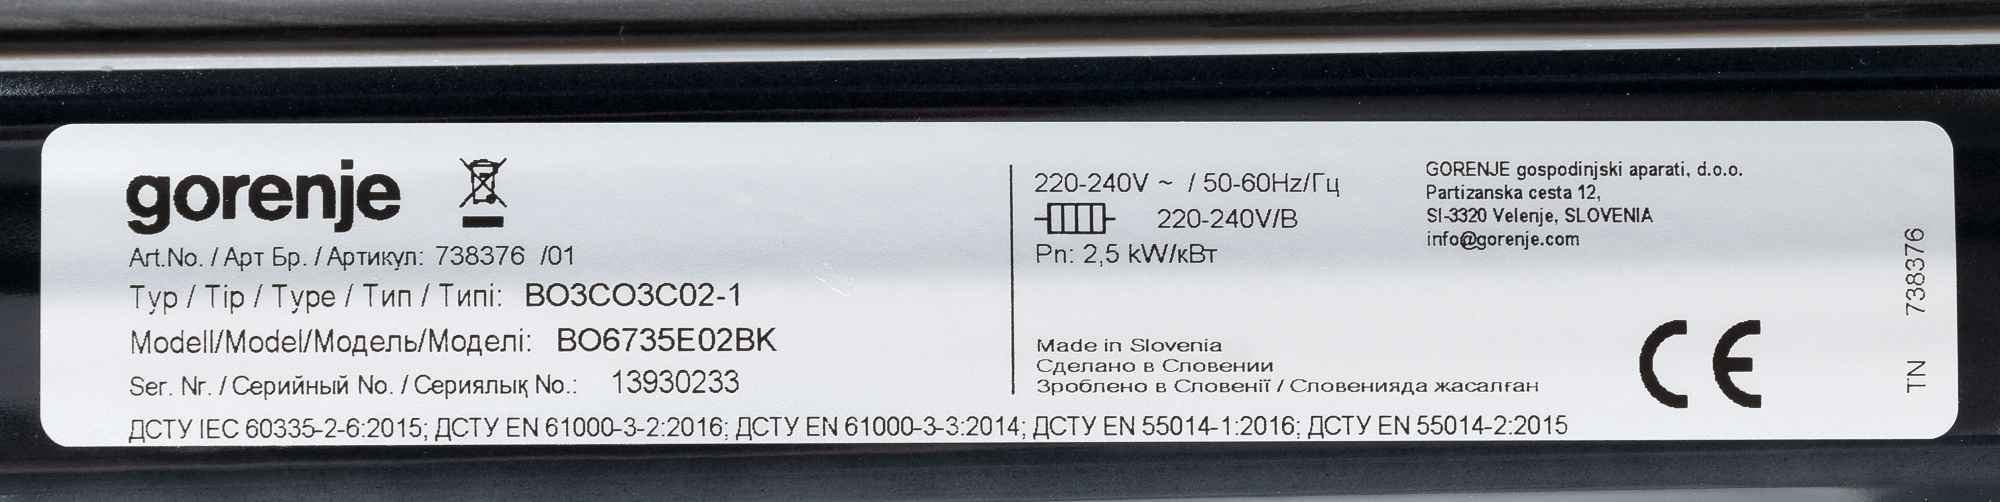 gorenje
Art.No. / Арт Бр. / Артикул: 738376 /01
Typ / Tip / Type / Тип / Типі: BO3CO3C02-1
Modell/Model/Модель/Моделі: BO6735E02BK
Ser. Nr. / Серийный No. / Сериялық No.: 13930233
220-240V ~ / 50-60Hz/Гц
220-240V/B
Pn: 2,5 kW/кВт
Made in Slovenia
Сделано в Словении
Зроблено в Словенії / Словенияда жасалған
GORENJE gospodinjski aparati, d.o.o.
Partizanska cesta 12,
SI-3320 Velenje, SLOVENIA
info@gorenje.com
CE
TN 738376
ДСТУ IEC 60335-2-6:2015; ДСТУ EN 61000-3-2:2016; ДСТУ EN 61000-3-3:2014; ДСТУ EN 55014-1:2016; ДСТУ EN 55014-2:2015